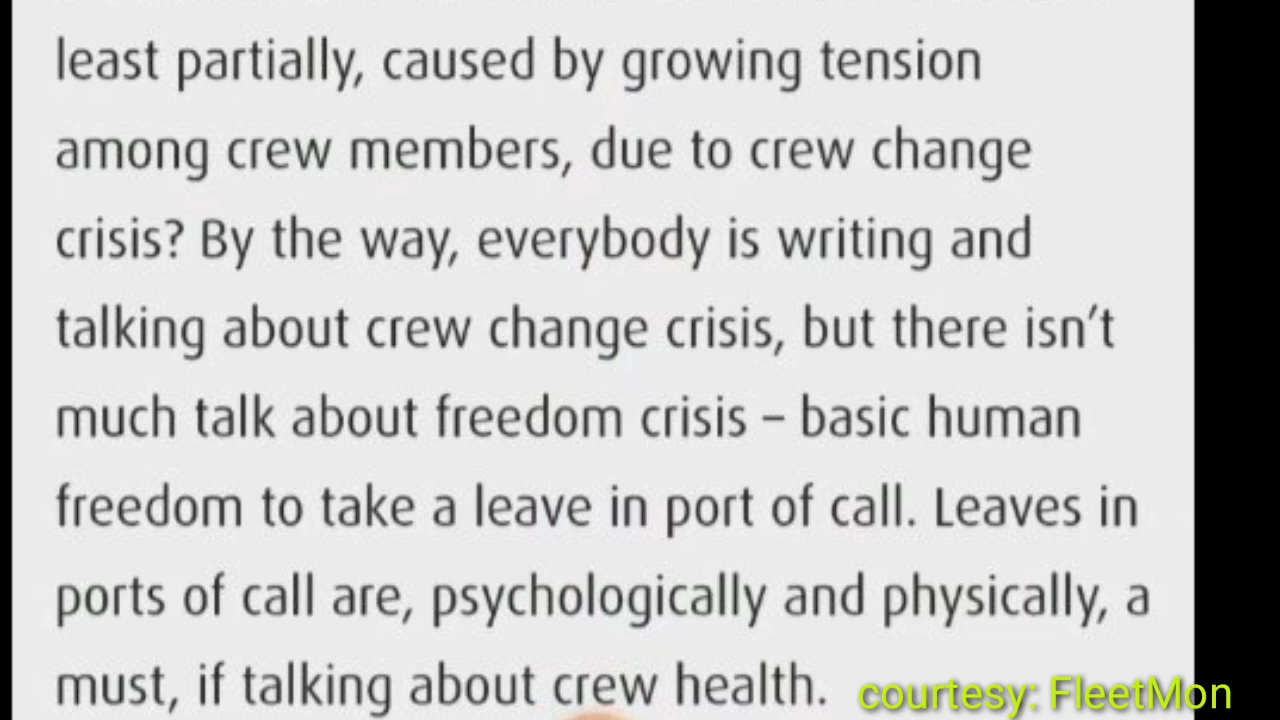 least partially, caused by growing tension
among crew members, due to crew change
crisis? By the way, everybody is writing and
talking about crew change crisis, but there isn’t
much talk about freedom crisis – basic human
freedom to take a leave in port of call. Leaves in
ports of call are, psychologically and physically, a
must, if talking about crew health.
courtesy: FleetMon